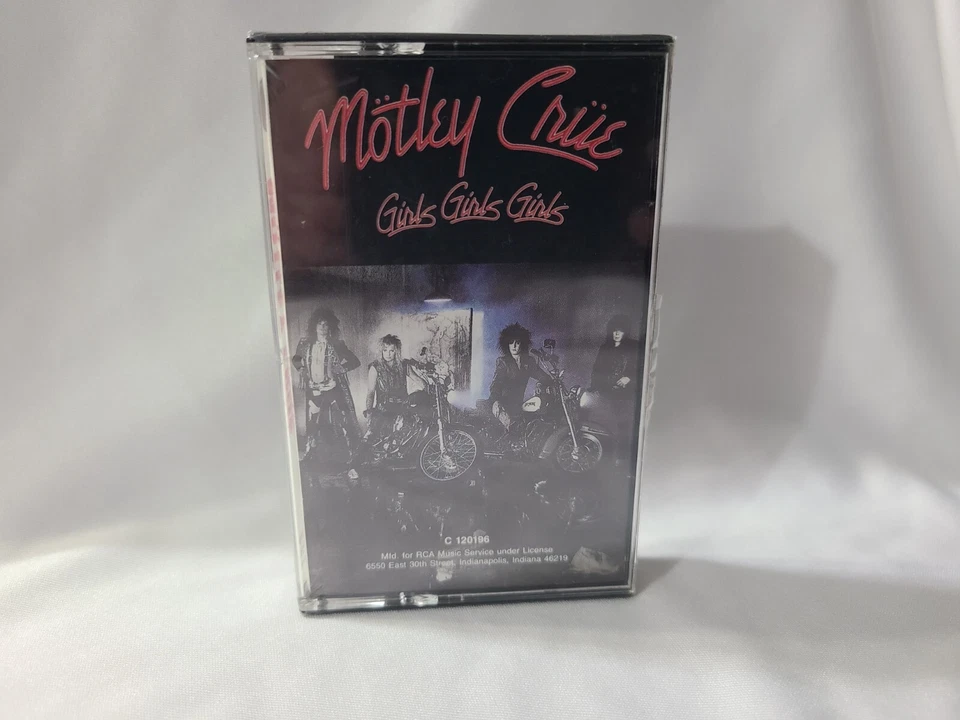 Mötley Crüe
Girls Girls Girls
C 120196
Mfd. for RCA Music Service under License
6550 East 30th Street, Indianapolis, Indiana 46219